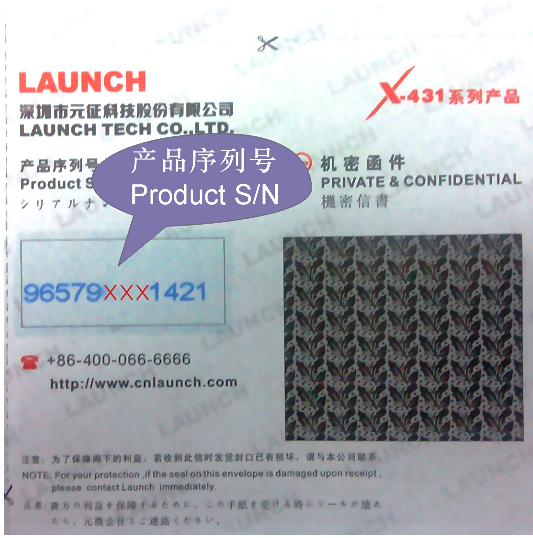 LAUNCH
深圳市元征科技股份有限公司
LAUNCH TECH CO.,LTD.
X-431系列产品
产品序列号
Product S
シリアルナン
产品序列号
Product S/N
机密函件
PRIVATE & CONFIDENTIAL
機密信書
96579XXX1421
+86-400-066-6666
http://www.cnlaunch.com
注意：为了保障阁下的利益，若收到此信时发觉封口已有损坏，请与本公司联系
NOTE: For your protection ,if the seal on this envelope is damaged upon receipt ,
please contact Launch immediately.
注意：貴方の利益を保障するために、この手紙を受ける時にシールが壊れ
たら、元徴会社とご連絡ください。